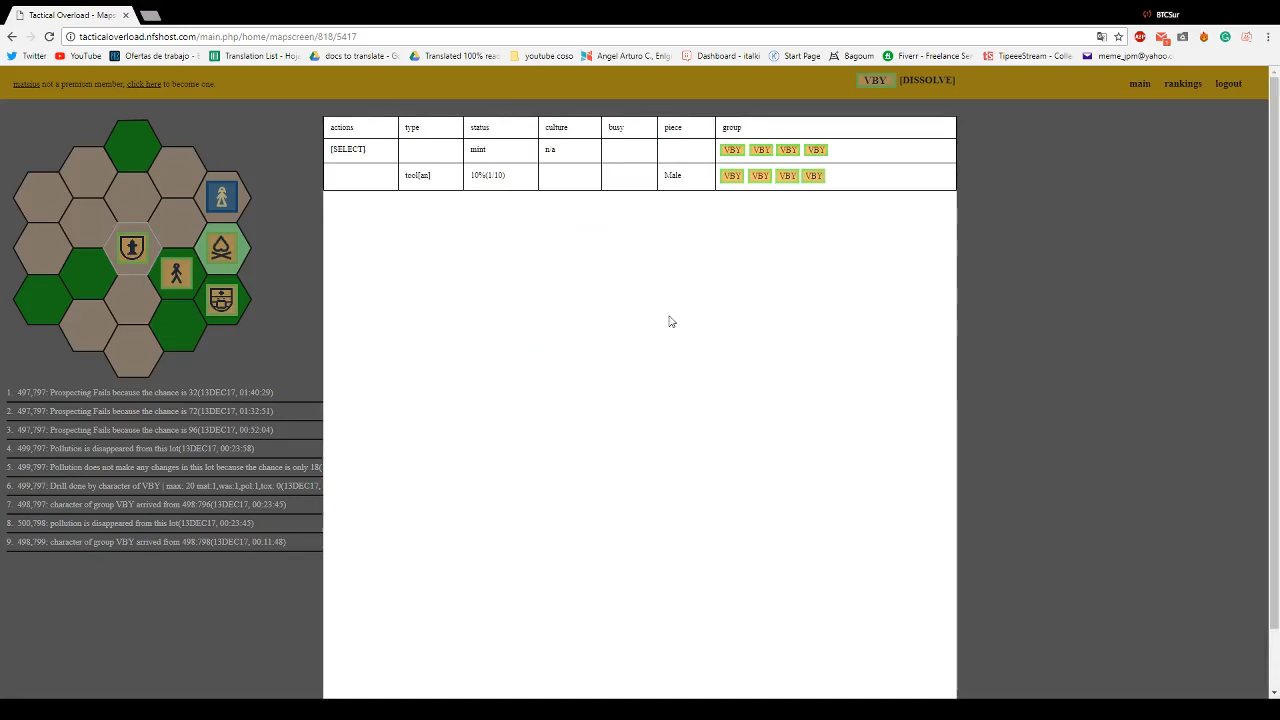 Tactical Overload - Maps
BTCSur
tacticaloverload.nfshost.com/main.php/home/mapscreen/818/5417
Twitter YouTube Ofertas de trabajo - Translation List - Ho docs to translate - G Translated 100% reac youtube coso Angel Arturo C., Enig Dashboard - italki Start Page Bagoum Fiverr - Freelance Ser TipeeeStream - Colle meme_jpm@yahoo.c
not a premium member, click here to become one.
VBY [DISSOLVE]
main rankings logout
actions type status culture busy piece group
[SELECT] mint n/a VBY VBY VBY VBY
tool[an] 10%(1/10) Male VBY VBY VBY VBY
1. 497,797: Prospecting Fails because the chance is 32(13DEC17, 01:40:29)
2. 497,797: Prospecting Fails because the chance is 72(13DEC17, 01:32:51)
3. 497,797: Prospecting Fails because the chance is 96(13DEC17, 00:52:04)
4. 499,797: Pollution is disappeared from this lot(13DEC17, 00:23:58)
5. 499,797: Pollution does not make any changes in this lot because the chance is only 18(
6. 499,797: Drill done by character of VBY | max: 20 mat:1,was:1,pol:1,tox: 0(13DEC17,
7. 498,797: character of group VBY arrived from 498:796(13DEC17, 00:23:45)
8. 500,798: pollution is disappeared from this lot(13DEC17, 00:23:45)
9. 498,799: character of group VBY arrived from 498:798(13DEC17, 00:11:48)